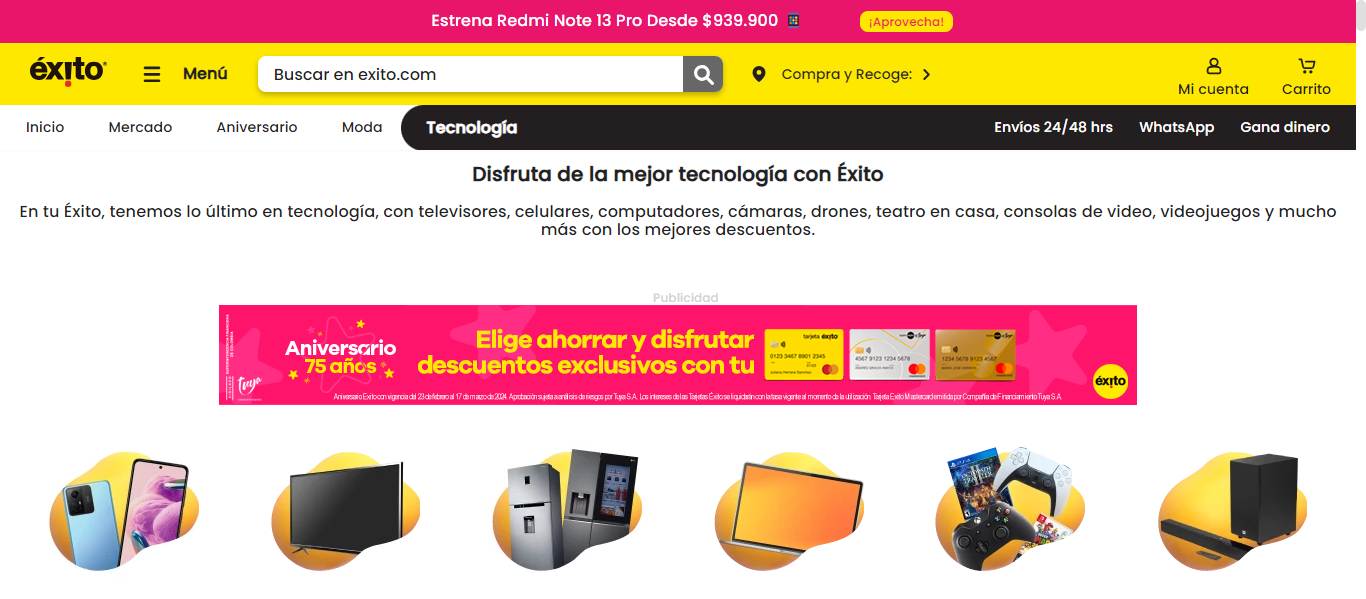 Estrena Redmi Note 13 Pro Desde $939.900
¡Aprovecha!
éxito
Menú
Buscar en exito.com
Compra y Recoge:
Mi cuenta
Carrito
Inicio
Mercado
Aniversario
Moda
Tecnología
Envíos 24/48 hrs
WhatsApp
Gana dinero
Disfruta de la mejor tecnología con Éxito
En tu Éxito, tenemos lo último en tecnología, con televisores, celulares, computadores, cámaras, drones, teatro en casa, consolas de video, videojuegos y mucho
más con los mejores descuentos.
Publicidad
tuya
Aniversario
75 años
Elige ahorrar y disfrutar
descuentos exclusivos con tu
tarjeta éxito
0123 3467 8901 2345
4567 9123 1234 5678
éxito
Aniversario Éxito con vigencia del 23 de febrero al 17 de marzo de 2024. Aprobación sujeta a análisis de riesgos por Tuya S.A. Los intereses de las Tarjetas Éxito se liquidarán con la tasa vigente al momento de la utilización. Tarjeta Éxito Mastercard emitida por Compañía de Financiamiento Tuya S.A.